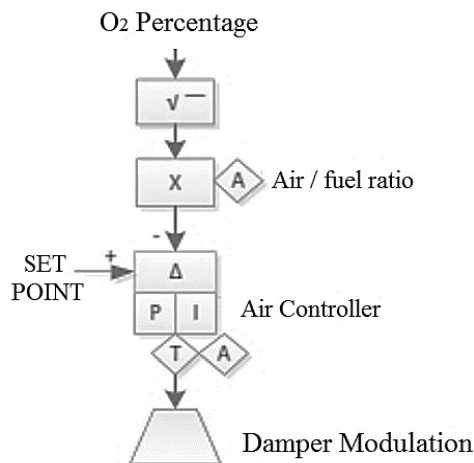 O2 Percentage
√‾
X
A
Air / fuel ratio
-
+
SET
POINT
Δ
P
I
Air Controller
T
A
Damper Modulation